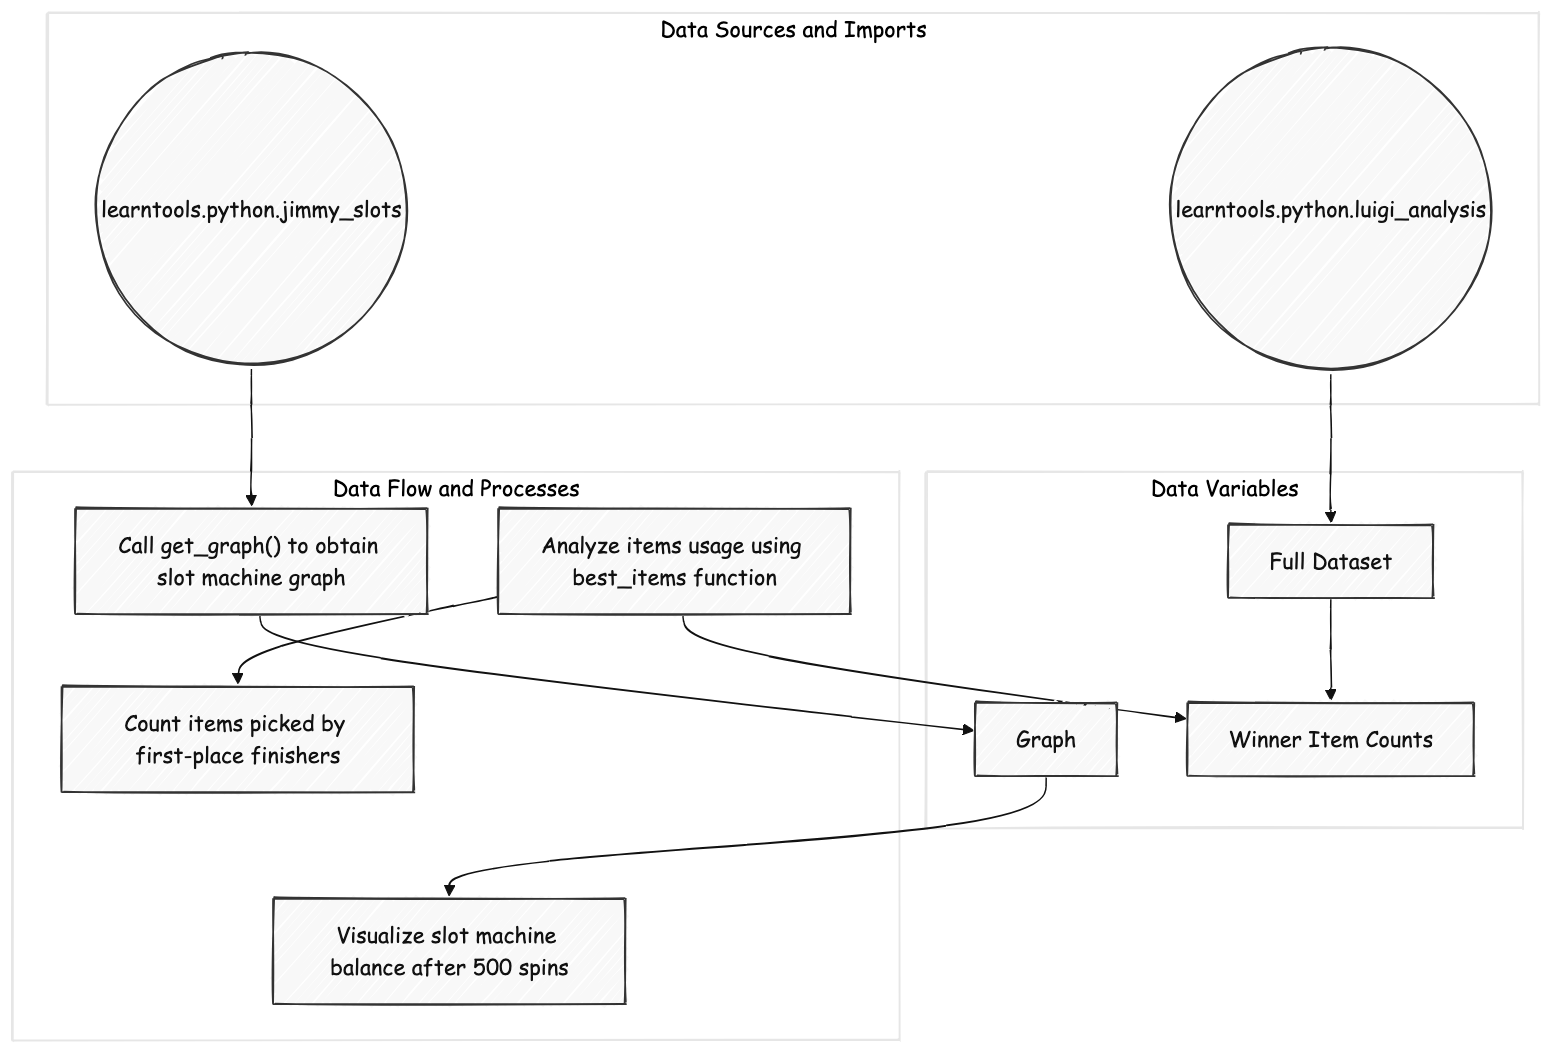 Data Sources and Imports
learntools.python.jimmy_slots
learntools.python.luigi_analysis
Data Flow and Processes
Call get_graph() to obtain
slot machine graph
Analyze items usage using
best_items function
Count items picked by
first-place finishers
Visualize slot machine
balance after 500 spins
Data Variables
Full Dataset
Graph
Winner Item Counts